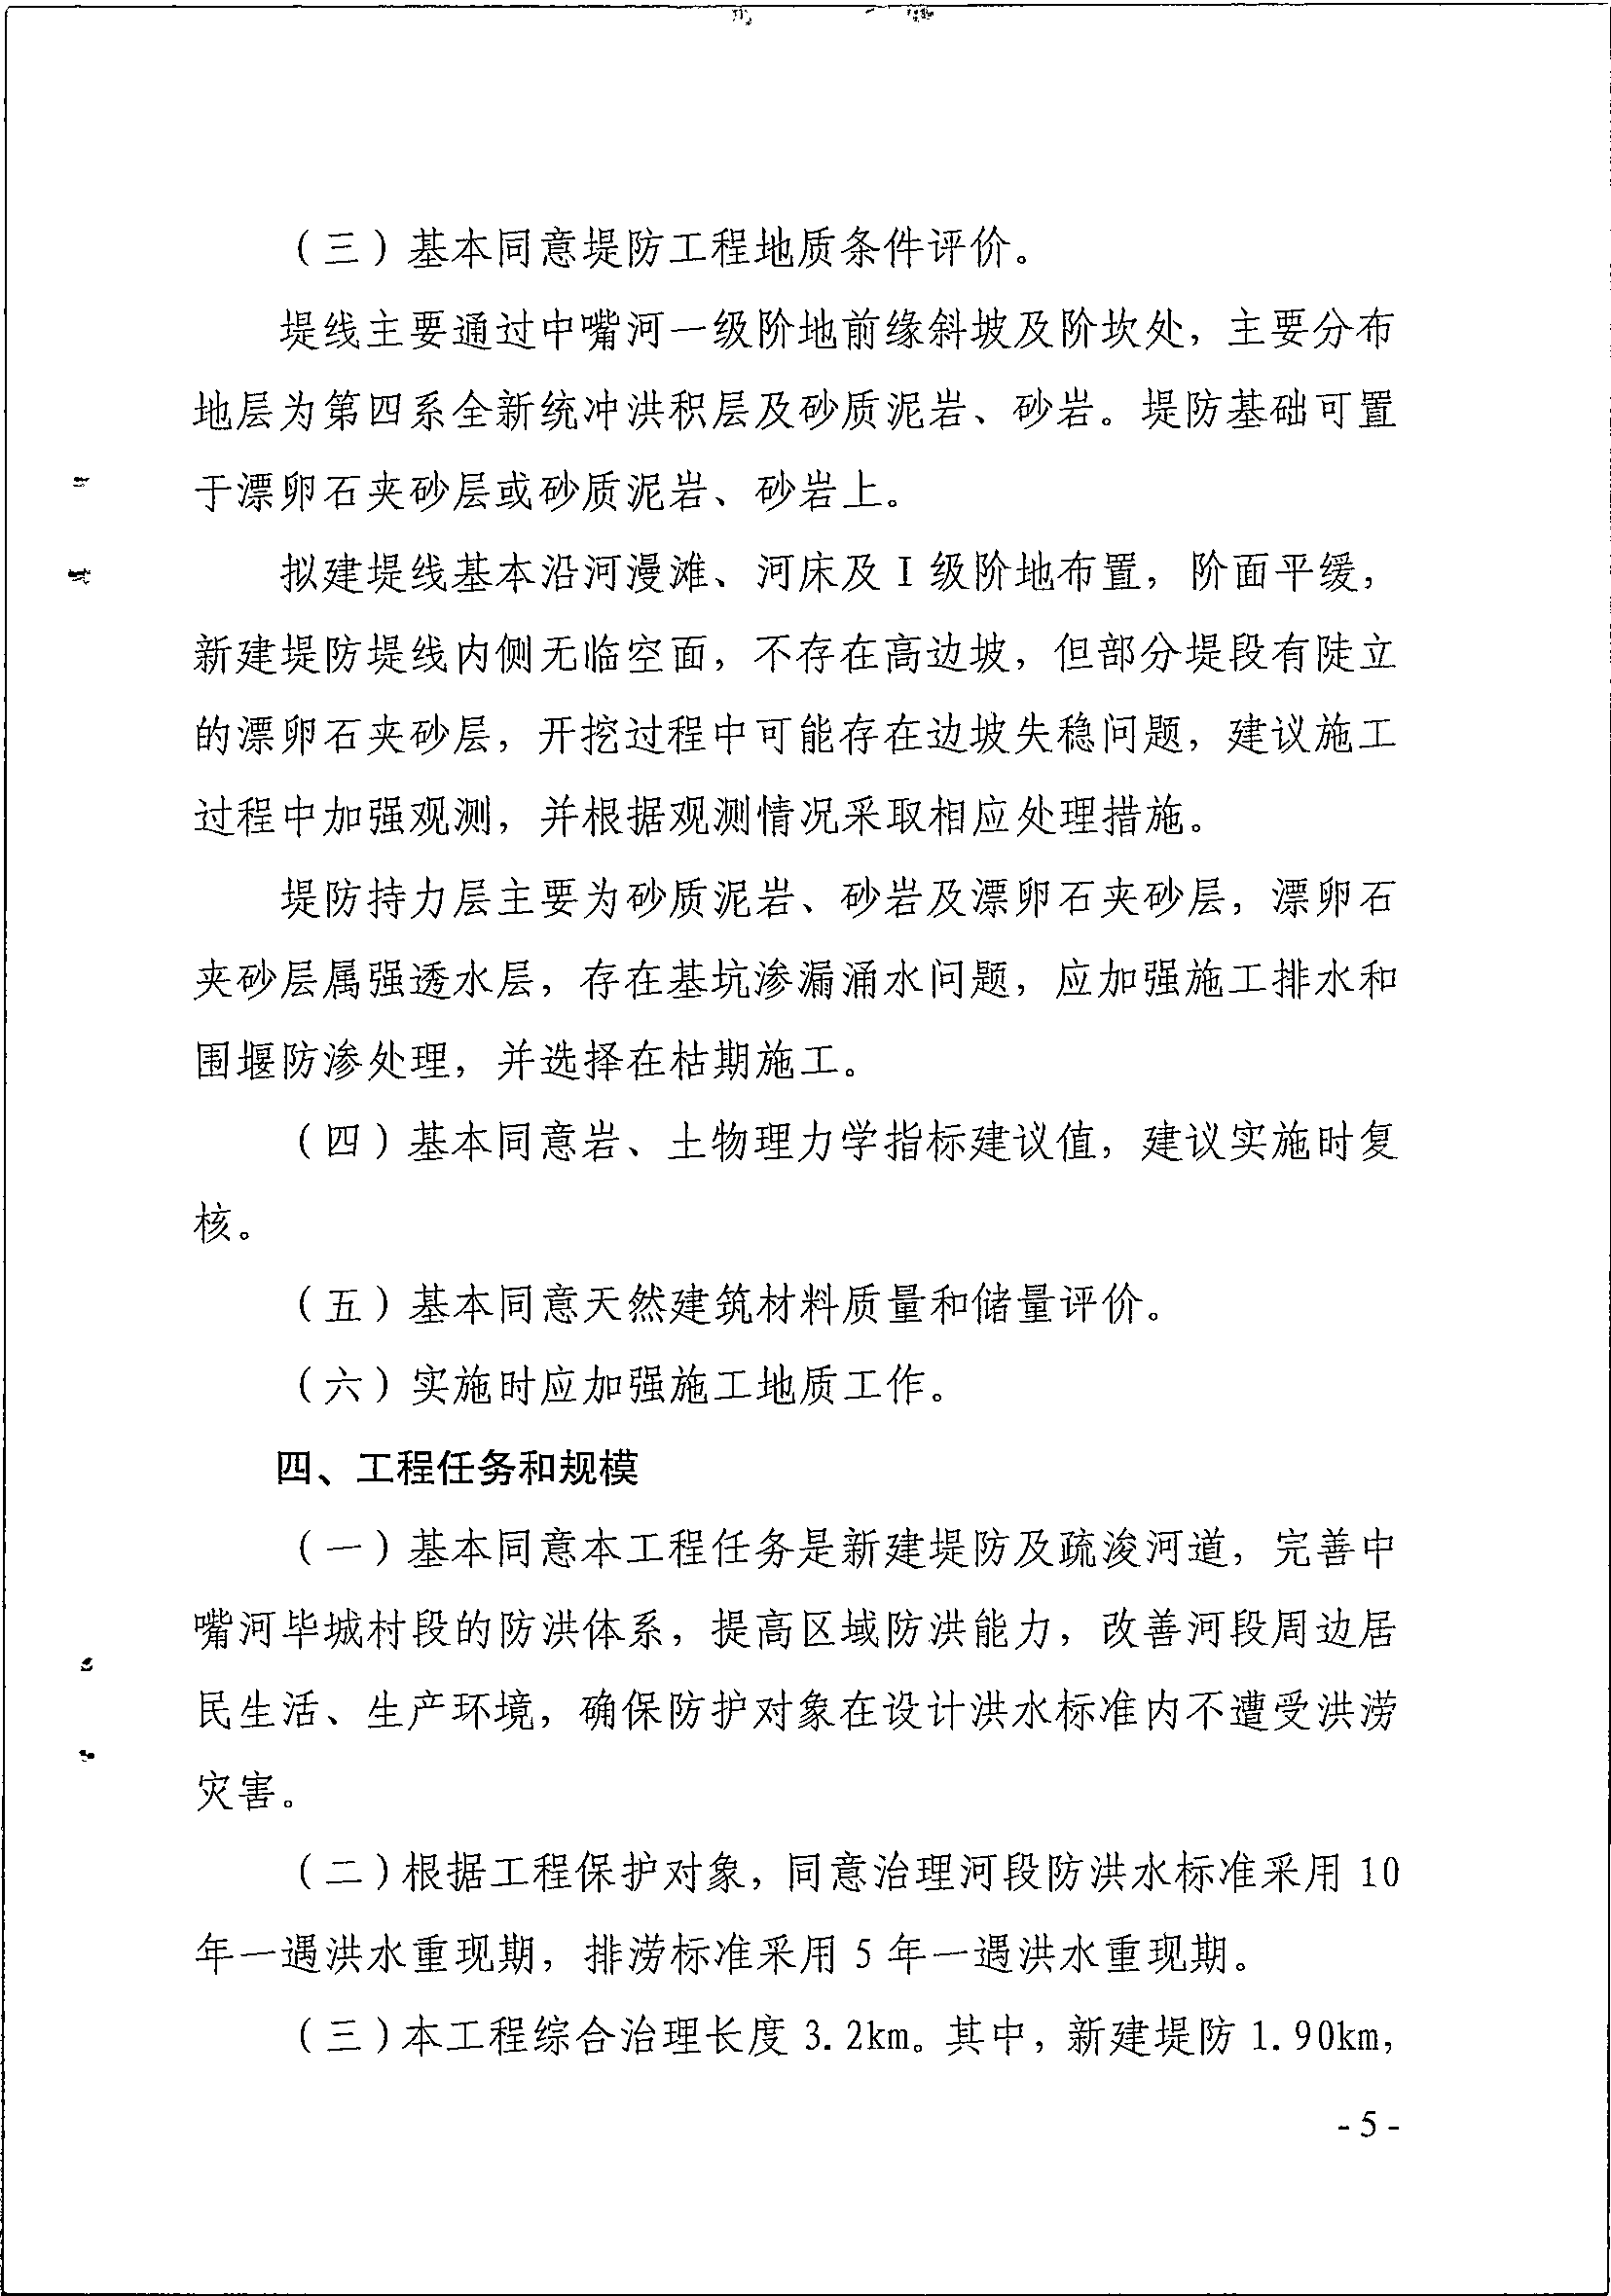 （三）基本同意堤防工程地质条件评价。
堤线主要通过中嘴河一级阶地前缘斜坡及阶坎处，主要分布
地层为第四系全新统冲洪积层及砂质泥岩、砂岩。堤防基础可置
于漂卵石夹砂层或砂质泥岩、砂岩上。
拟建堤线基本沿河漫滩、河床及 I 级阶地布置，阶面平缓，
新建堤防堤线内侧无临空面，不存在高边坡，但部分堤段有陡立
的漂卵石夹砂层，开挖过程中可能存在边坡失稳问题，建议施工
过程中加强观测，并根据观测情况采取相应处理措施。
堤防持力层主要为砂质泥岩、砂岩及漂卵石夹砂层，漂卵石
夹砂层属强透水层，存在基坑渗漏涌水问题，应加强施工排水和
围堰防渗处理，并选择在枯期施工。
（四）基本同意岩、土物理力学指标建议值，建议实施时复
核。
（五）基本同意天然建筑材料质量和储量评价。
（六）实施时应加强施工地质工作。
四、工程任务和规模
（一）基本同意本工程任务是新建堤防及疏浚河道，完善中
嘴河毕城村段的防洪体系，提高区域防洪能力，改善河段周边居
民生活、生产环境，确保防护对象在设计洪水标准内不遭受洪涝
灾害。
（二）根据工程保护对象，同意治理河段防洪水标准采用 10
年一遇洪水重现期，排涝标准采用 5 年一遇洪水重现期。
（三）本工程综合治理长度 3.2km。其中，新建堤防 1.90km，
- 5 -